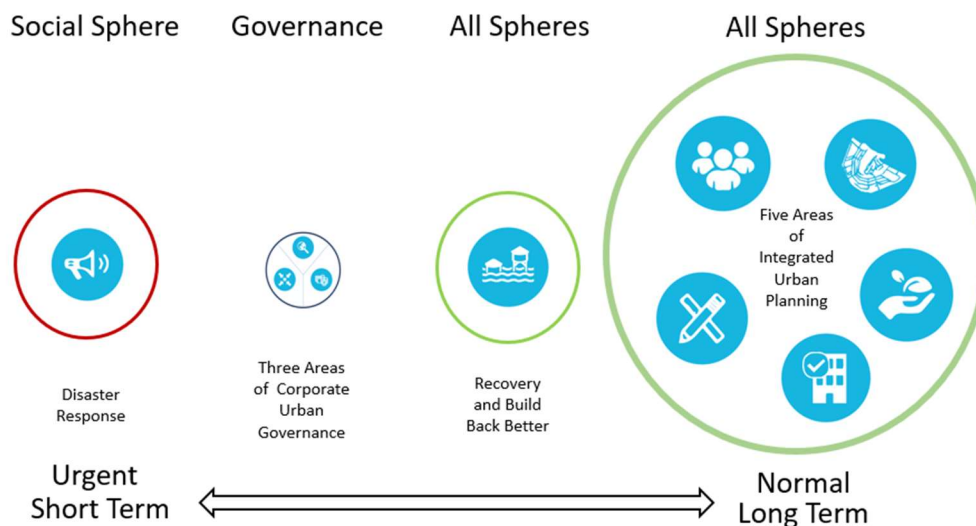 Social Sphere
Governance
All Spheres
All Spheres
Disaster
Response
Three Areas
of Corporate
Urban
Governance
Recovery
and Build
Back Better
Five Areas
of
Integrated
Urban
Planning
Urgent
Short Term
Normal
Long Term